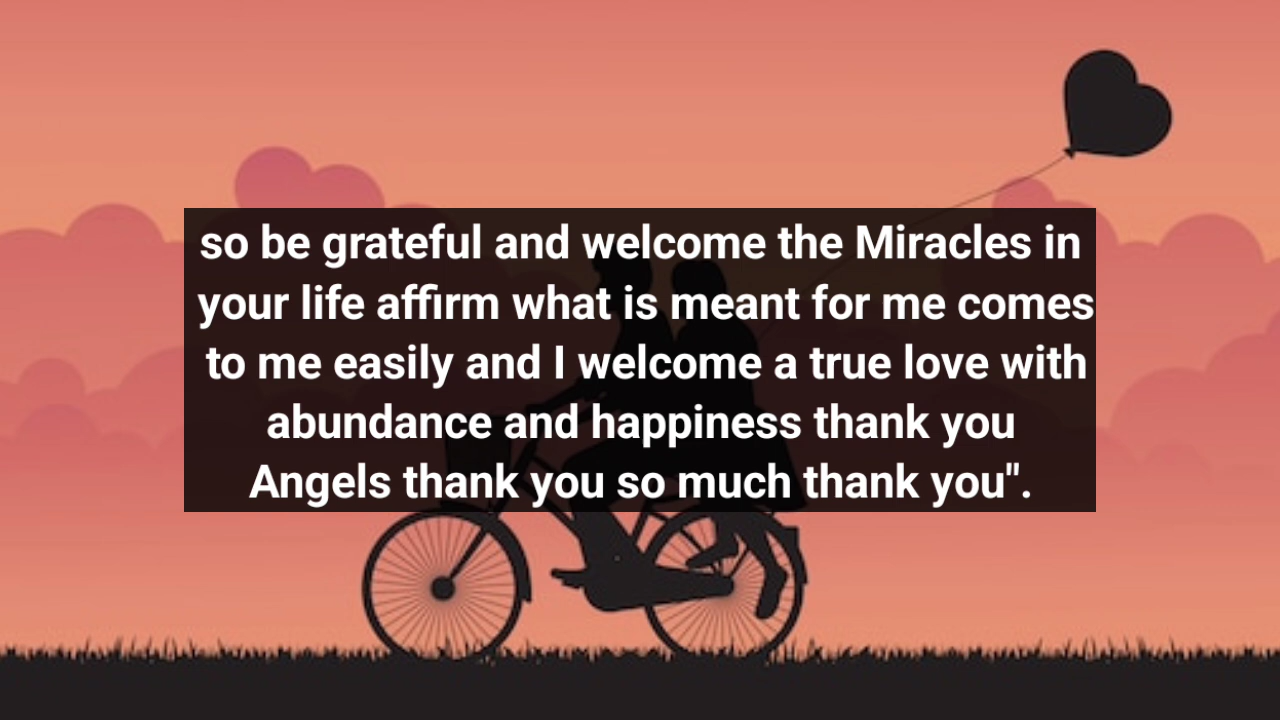 so be grateful and welcome the Miracles in
your life affirm what is meant for me comes
to me easily and I welcome a true love with
abundance and happiness thank you
Angels thank you so much thank you".